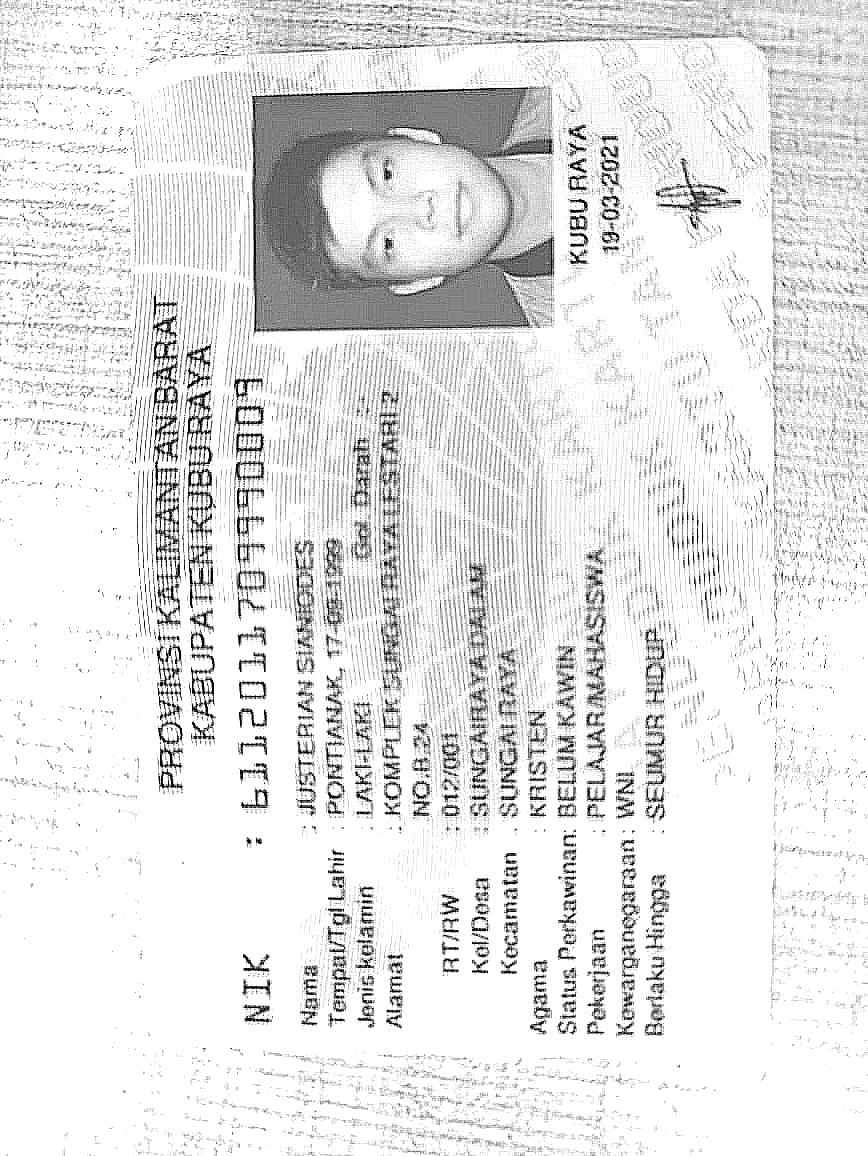 PROVINSI KALIMANTAN BARAT
KABUPATEN KUBU RAYA
NIK : 6112011709990009
Nama : JUSTERIAN SIANODES
Tempat/Tgl Lahir : PONTIANAK, 17-09-1999
Jenis kelamin : LAKI-LAKI Gol. Darah : -
Alamat : KOMPLEK SUNGAI RAYA LESTARI 2
NO.B.24
RT/RW : 012/001
Kel/Desa : SUNGAI RAYA DALAM
Kecamatan : SUNGAI RAYA
Agama : KRISTEN
Status Perkawinan: BELUM KAWIN
Pekerjaan : PELAJAR/MAHASISWA
Kewarganegaraan : WNI
Berlaku Hingga : SEUMUR HIDUP
KUBU RAYA
19-03-2021